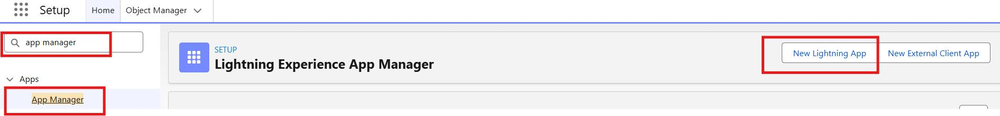 Setup
Home
Object Manager
app manager
Apps
App Manager
SETUP
Lightning Experience App Manager
New Lightning App
New External Client App